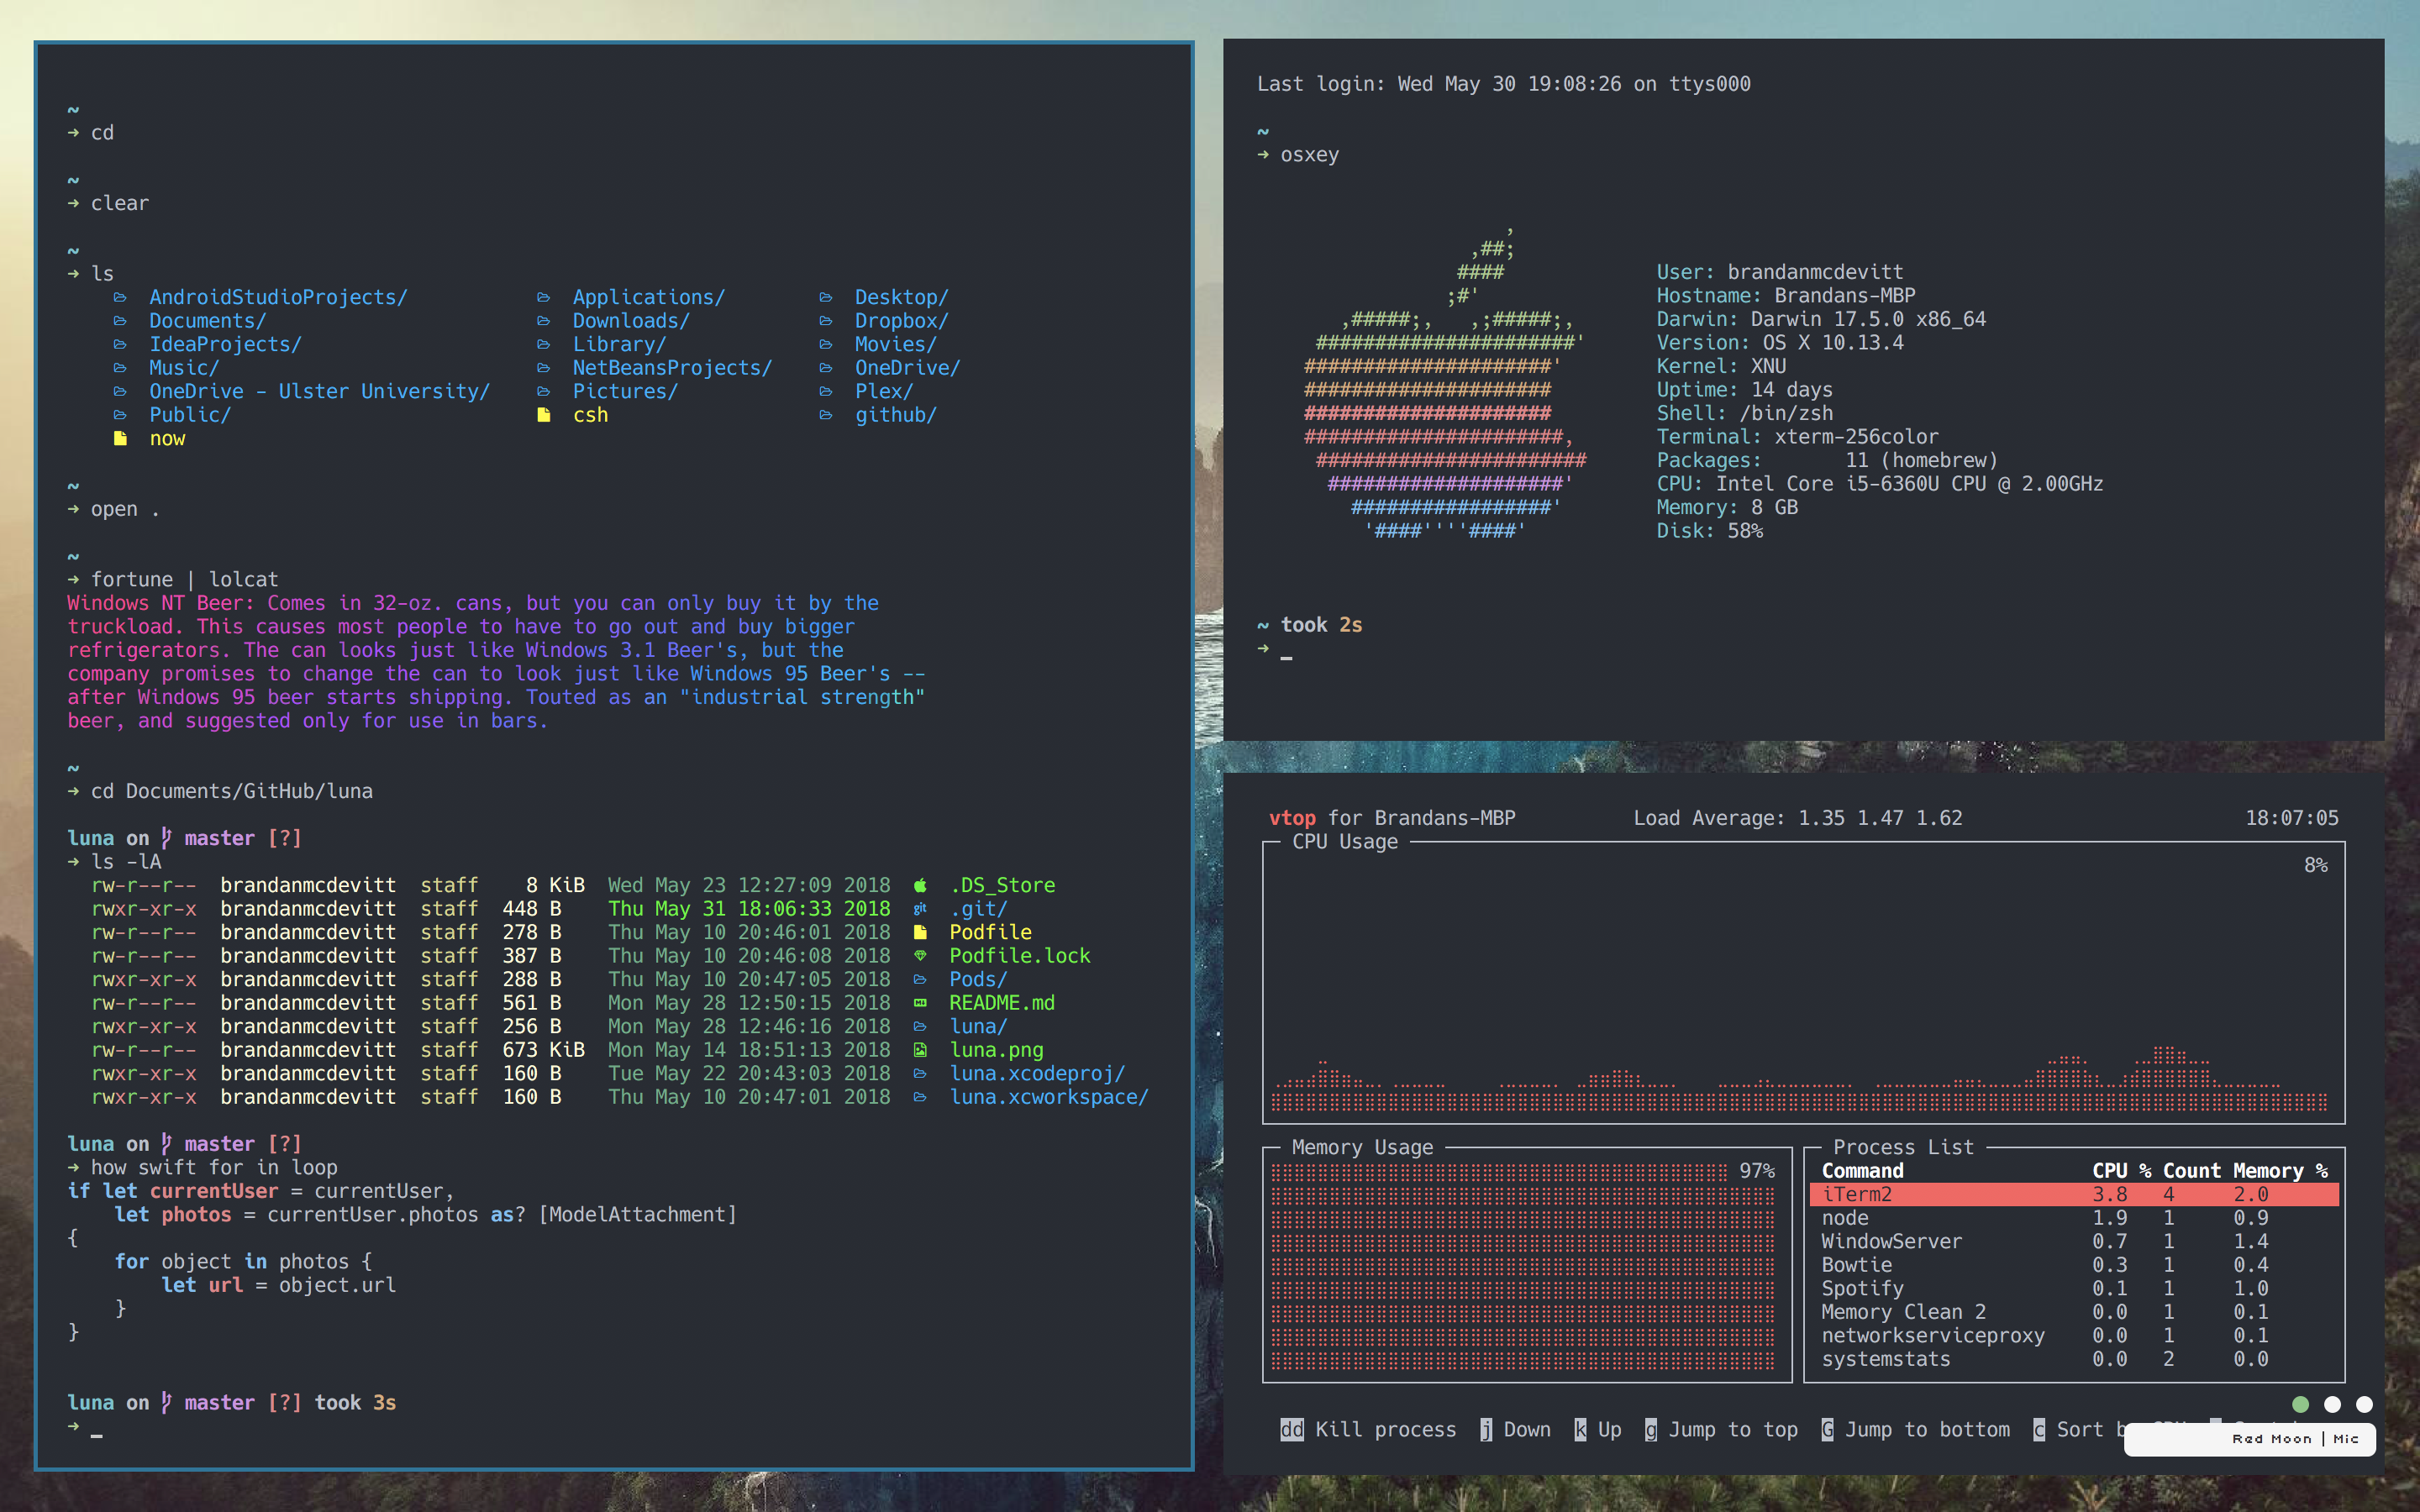 ~
➜ cd
~
➜ clear
~
➜ ls
AndroidStudioProjects/ Applications/ Desktop/
Documents/ Downloads/ Dropbox/
IdeaProjects/ Library/ Movies/
Music/ NetBeansProjects/ OneDrive/
OneDrive - Ulster University/ Pictures/ Plex/
Public/ csh github/
now
~
➜ open .
~
➜ fortune | lolcat
Windows NT Beer: Comes in 32-oz. cans, but you can only buy it by the
truckload. This causes most people to have to go out and buy bigger
refrigerators. The can looks just like Windows 3.1 Beer's, but the
company promises to change the can to look just like Windows 95 Beer's --
after Windows 95 beer starts shipping. Touted as an "industrial strength"
beer, and suggested only for use in bars.
~
➜ cd Documents/GitHub/luna
luna on master [?]
➜ ls -lA
rw-r--r-- brandanmcdevitt staff 8 KiB Wed May 23 12:27:09 2018 .DS_Store
rwxr-xr-x brandanmcdevitt staff 448 B Thu May 31 18:06:33 2018 git .git/
rw-r--r-- brandanmcdevitt staff 278 B Thu May 10 20:46:01 2018 Podfile
rw-r--r-- brandanmcdevitt staff 387 B Thu May 10 20:46:08 2018 Podfile.lock
rwxr-xr-x brandanmcdevitt staff 288 B Thu May 10 20:47:05 2018 Pods/
rw-r--r-- brandanmcdevitt staff 561 B Mon May 28 12:50:15 2018 README.md
rwxr-xr-x brandanmcdevitt staff 256 B Mon May 28 12:46:16 2018 luna/
rw-r--r-- brandanmcdevitt staff 673 KiB Mon May 14 18:51:13 2018 luna.png
rwxr-xr-x brandanmcdevitt staff 160 B Tue May 22 20:43:03 2018 luna.xcodeproj/
rwxr-xr-x brandanmcdevitt staff 160 B Thu May 10 20:47:01 2018 luna.xcworkspace/
luna on master [?]
➜ how swift for in loop
if let currentUser = currentUser,
    let photos = currentUser.photos as? [ModelAttachment]
{
    for object in photos {
        let url = object.url
    }
}
luna on master [?] took 3s
➜ _
Last login: Wed May 30 19:08:26 on ttys000
~
➜ osxey
User: brandanmcdevitt
Hostname: Brandans-MBP
Darwin: Darwin 17.5.0 x86_64
Version: OS X 10.13.4
Kernel: XNU
Uptime: 14 days
Shell: /bin/zsh
Terminal: xterm-256color
Packages: 11 (homebrew)
CPU: Intel Core i5-6360U CPU @ 2.00GHz
Memory: 8 GB
Disk: 58%
~ took 2s
➜ _
vtop for Brandans-MBP Load Average: 1.35 1.47 1.62 18:07:05
CPU Usage
8%
Memory Usage
97%
Process List
Command CPU % Count Memory %
iTerm2 3.8 4 2.0
node 1.9 1 0.9
WindowServer 0.7 1 1.4
Bowtie 0.3 1 0.4
Spotify 0.1 1 1.0
Memory Clean 2 0.0 1 0.1
networkserviceproxy 0.0 1 0.1
systemstats 0.0 2 0.0
dd Kill process j Down k Up g Jump to top G Jump to bottom c Sort
Red Moon | Mic